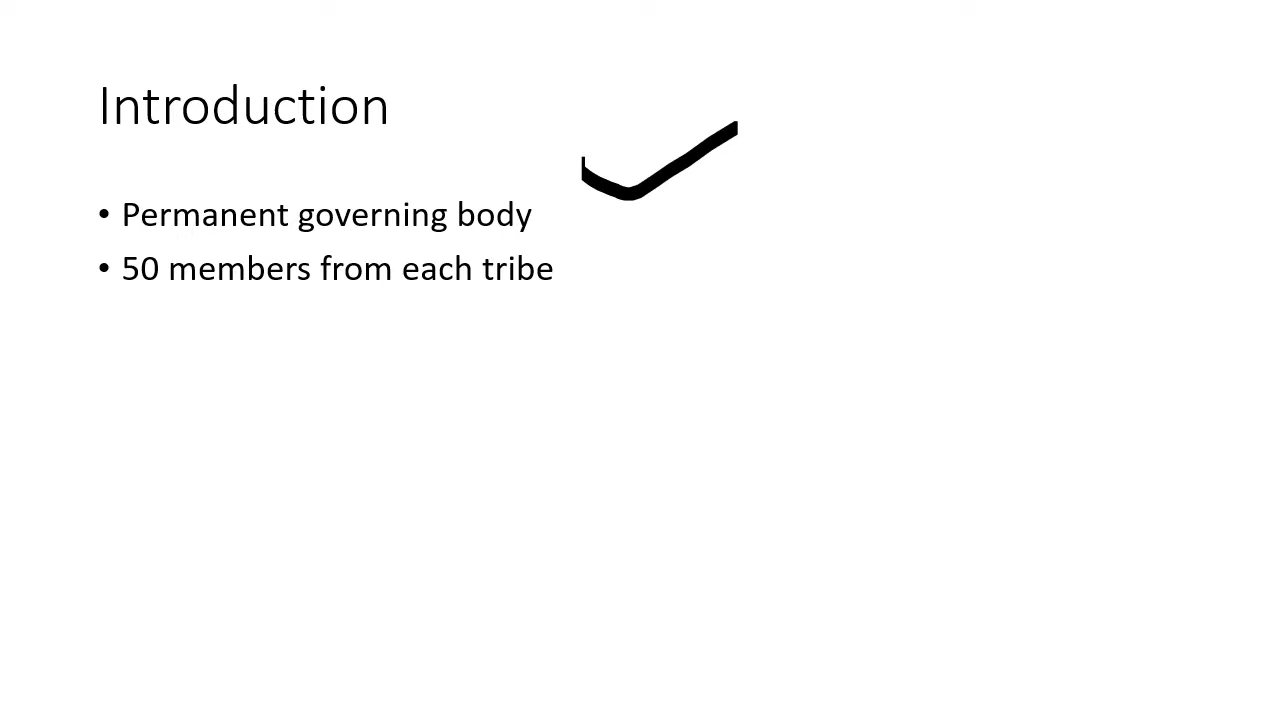 Introduction
• Permanent governing body
• 50 members from each tribe